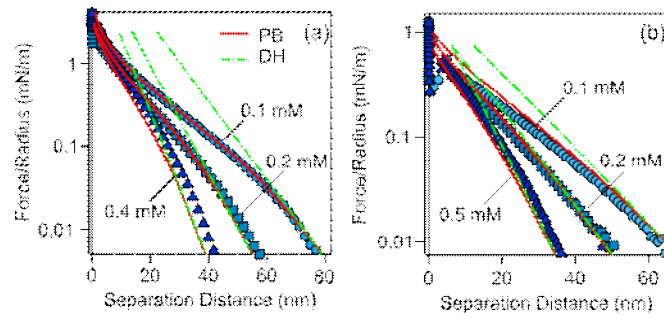 (a)
PB
DH
1
0.1
0.01
0.1 mM
0.2 mM
0.4 mM
0 20 40 60 80
Separation Distance (nm)
Force/Radius (mN/m)
(b)
1
0.1
0.01
0.1 mM
0.2 mM
0.5 mM
0 20 40 60
Separation Distance (nm)
Force/Radius (mN/m)